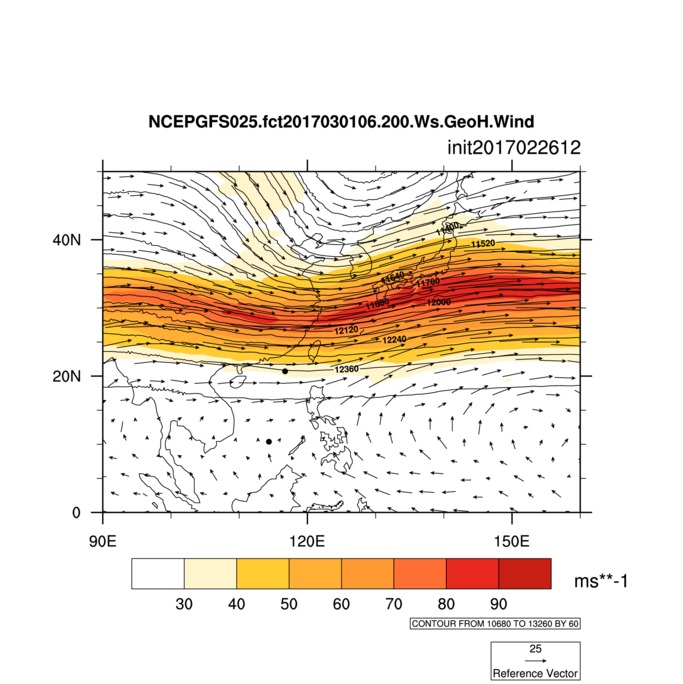 NCEPGFS025.fct2017030106.200.Ws.GeoH.Wind
init2017022612
11400
11520
40N
11640
11760
11880
12000
12120
12240
12360
20N
0
90E 120E 150E
30 40 50 60 70 80 90
ms**-1
CONTOUR FROM 10680 TO 13260 BY 60
25
Reference Vector